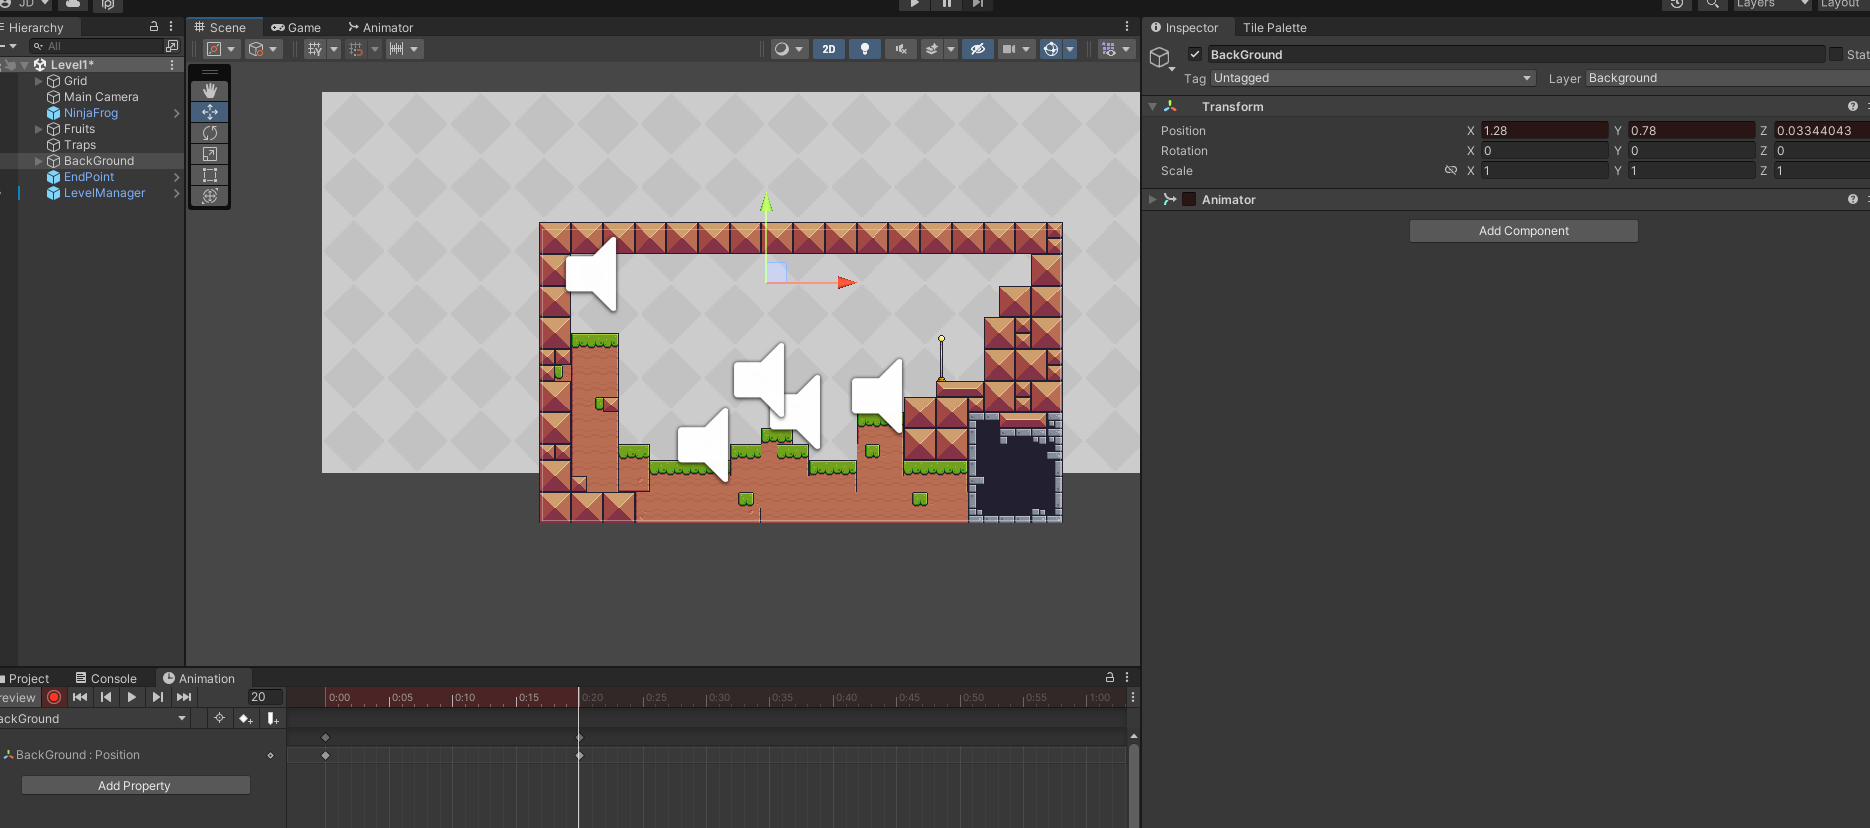 JD
Layers
Layout
Hierarchy
Scene
Game
Animator
Inspector
Tile Palette
All
2D
Level1*
Grid
Main Camera
NinjaFrog
Fruits
Traps
BackGround
EndPoint
LevelManager
BackGround
Stat
Tag
Untagged
Layer
Background
Transform
Position
X
1.28
Y
0.78
Z
0.03344043
Rotation
X
0
Y
0
Z
0
Scale
X
1
Y
1
Z
1
Animator
Add Component
Project
Console
Animation
review
20
0:00
0:05
0:10
0:15
0:20
0:25
0:30
0:35
0:40
0:45
0:50
0:55
1:00
ackGround
BackGround : Position
Add Property